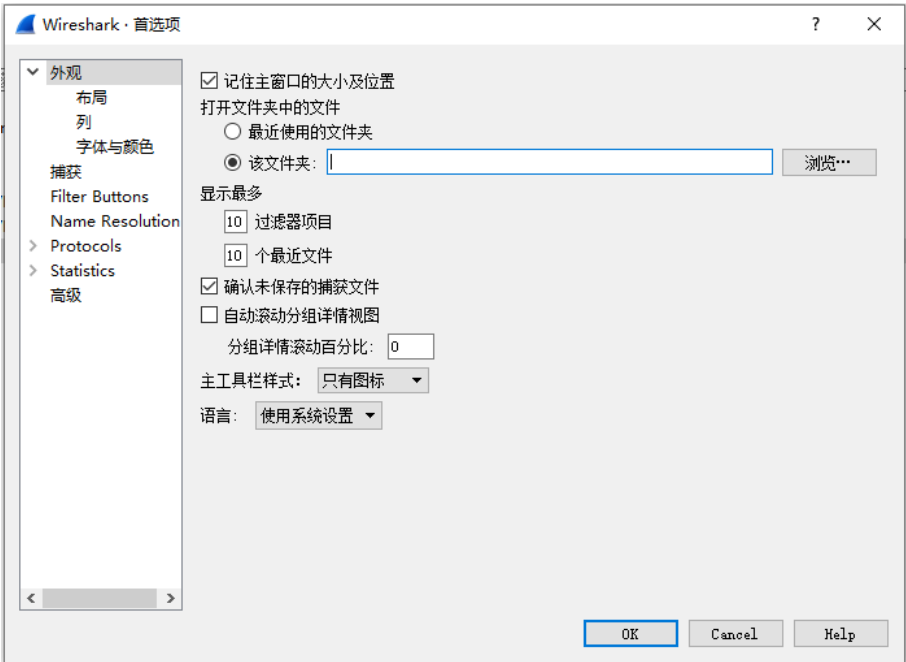 Wireshark · 首选项
?
外观
布局
列
字体与颜色
捕获
Filter Buttons
Name Resolution
Protocols
Statistics
高级
记住主窗口的大小及位置
打开文件夹中的文件
最近使用的文件夹
该文件夹:
浏览…
显示最多
10 过滤器项目
10 个最近文件
确认未保存的捕获文件
自动滚动分组详情视图
分组详情滚动百分比: 0
主工具栏样式: 只有图标
语言: 使用系统设置
OK Cancel Help